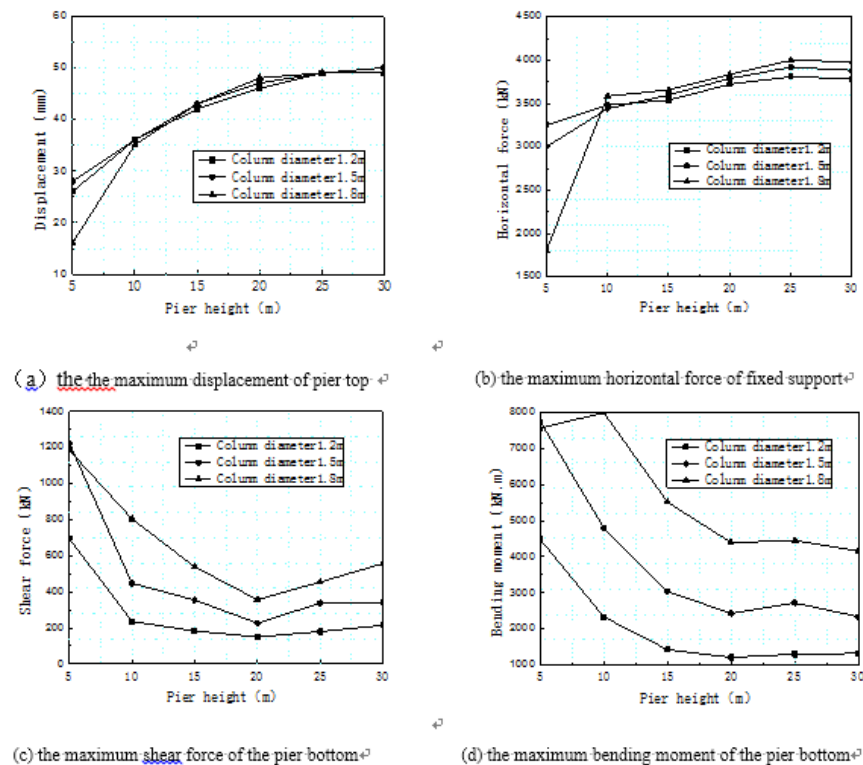 60
50
40
30
20
10
Displacement (mm)
Column diameter1.2m
Column diameter1.5m
Column diameter1.8m
5 10 15 20 25 30
Pier height (m)
4500
4000
3500
3000
2500
2000
1500
Horizontal force (kN)
Column diameter1.2m
Column diameter1.5m
Column diameter1.8m
5 10 15 20 25 30
Pier height (m)
（a）the the maximum displacement of pier top
(b) the maximum horizontal force of fixed support
1400
1200
1000
800
600
400
200
0
Shear force (kN)
Column diameter1.2m
Column diameter1.5m
Column diameter1.8m
5 10 15 20 25 30
Pier height (m)
8000
7000
6000
5000
4000
3000
2000
1000
Bending moment (kN.m)
Column diameter1.2m
Column diameter1.5m
Column diameter1.8m
5 10 15 20 25 30
Pier height (m)
(c) the maximum shear force of the pier bottom
(d) the maximum bending moment of the pier bottom